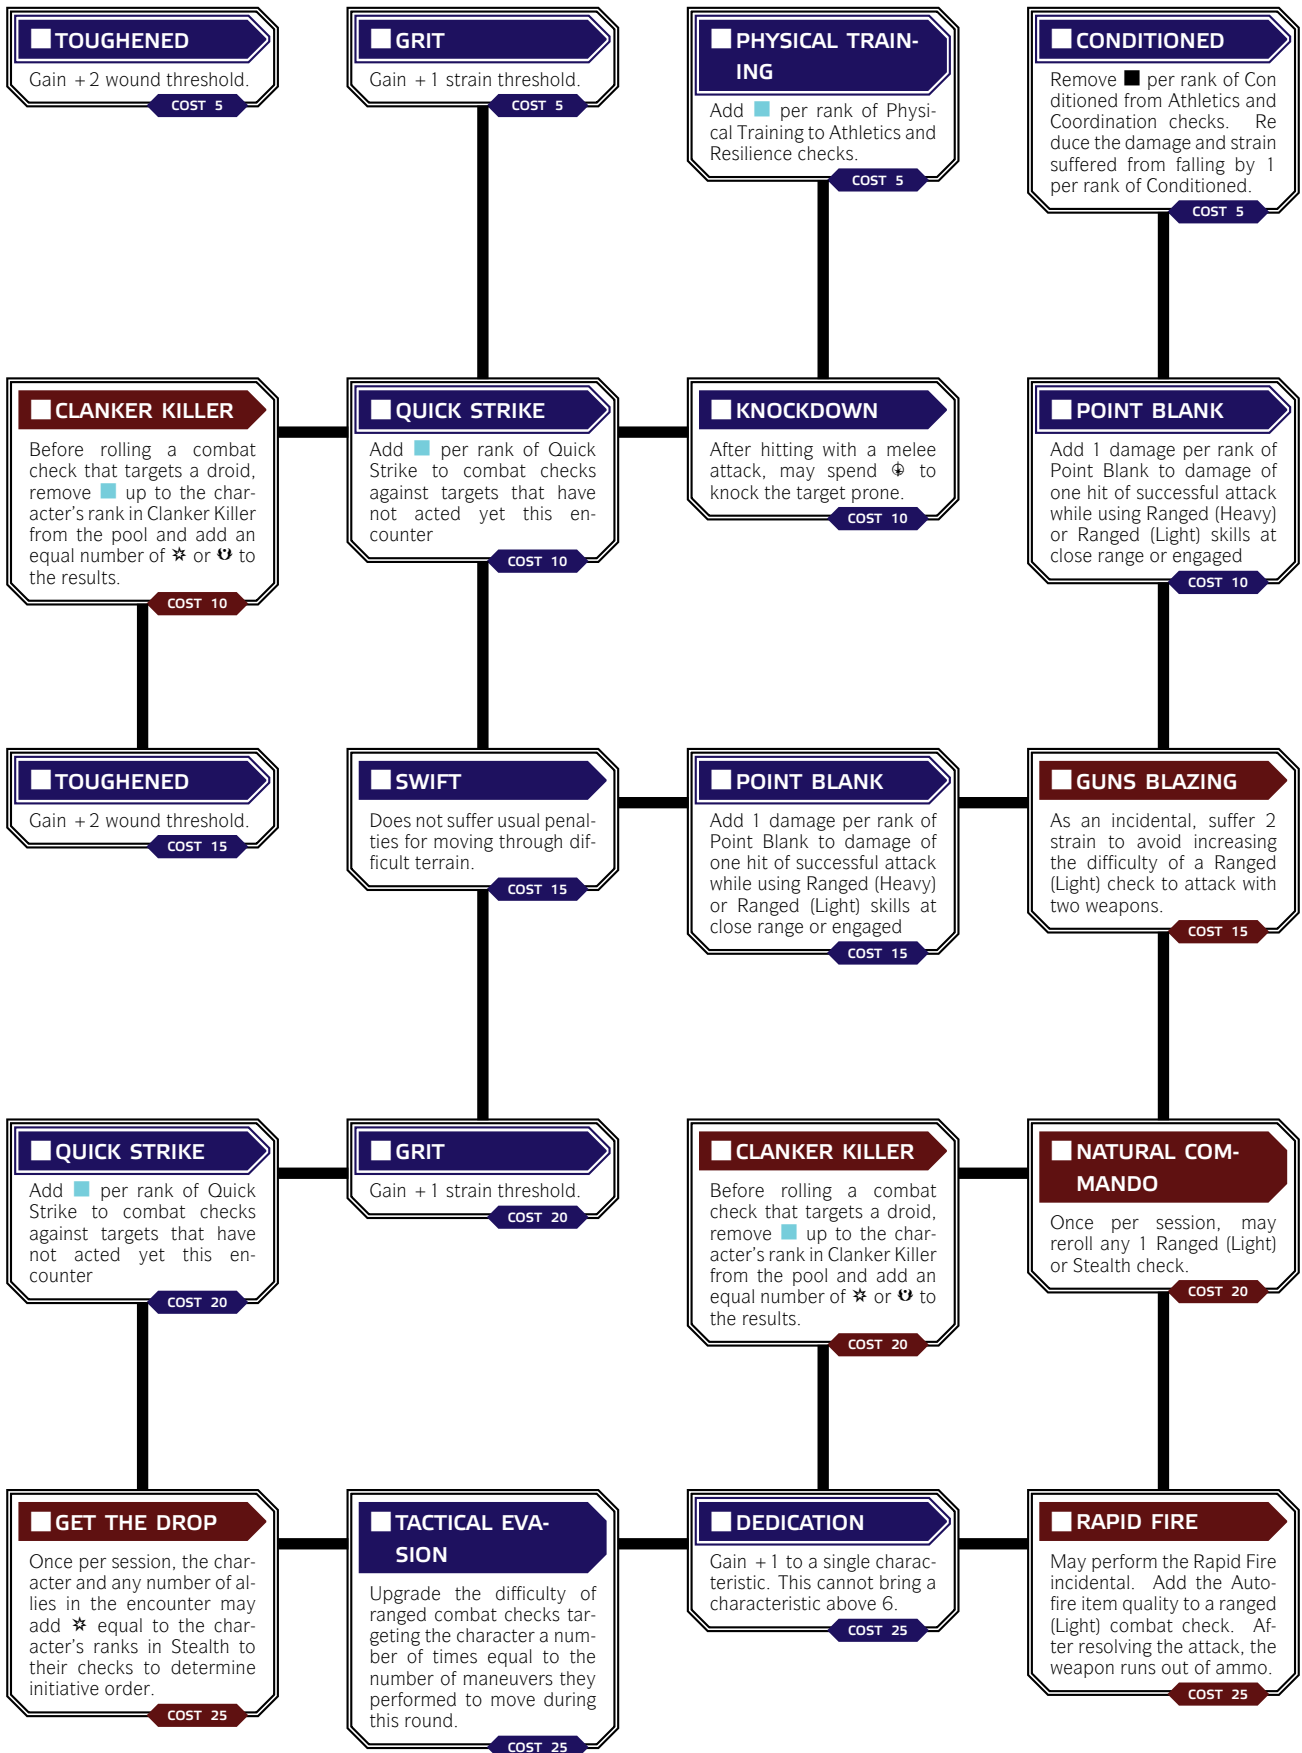 TOUGHENED
Gain +2 wound threshold.
COST 5
GRIT
Gain +1 strain threshold.
COST 5
PHYSICAL TRAIN-
ING
Add per rank of Physi-
cal Training to Athletics and
Resilience checks.
COST 5
CONDITIONED
Remove per rank of Con
ditioned from Athletics and
Coordination checks. Re
duce the damage and strain
suffered from falling by 1
per rank of Conditioned.
COST 5
CLANKER KILLER
Before rolling a combat
check that targets a droid,
remove up to the char-
acter's rank in Clanker Killer
from the pool and add an
equal number of or to
the results.
COST 10
QUICK STRIKE
Add per rank of Quick
Strike to combat checks
against targets that have
not acted yet this en-
counter
COST 10
KNOCKDOWN
After hitting with a melee
attack, may spend to
knock the target prone.
COST 10
POINT BLANK
Add 1 damage per rank of
Point Blank to damage of
one hit of successful attack
while using Ranged (Heavy)
or Ranged (Light) skills at
close range or engaged
COST 10
TOUGHENED
Gain +2 wound threshold.
COST 15
SWIFT
Does not suffer usual penal-
ties for moving through dif-
ficult terrain.
COST 15
POINT BLANK
Add 1 damage per rank of
Point Blank to damage of
one hit of successful attack
while using Ranged (Heavy)
or Ranged (Light) skills at
close range or engaged
COST 15
GUNS BLAZING
As an incidental, suffer 2
strain to avoid increasing
the difficulty of a Ranged
(Light) check to attack with
two weapons.
COST 15
QUICK STRIKE
Add per rank of Quick
Strike to combat checks
against targets that have
not acted yet this en-
counter
COST 20
GRIT
Gain +1 strain threshold.
COST 20
CLANKER KILLER
Before rolling a combat
check that targets a droid,
remove up to the char-
acter's rank in Clanker Killer
from the pool and add an
equal number of or to
the results.
COST 20
NATURAL COM-
MANDO
Once per session, may
reroll any 1 Ranged (Light)
or Stealth check.
COST 20
GET THE DROP
Once per session, the char-
acter and any number of al-
lies in the encounter may
add equal to the char-
acter's ranks in Stealth to
their checks to determine
initiative order.
COST 25
TACTICAL EVA-
SION
Upgrade the difficulty of
ranged combat checks tar-
geting the character a num-
ber of times equal to the
number of maneuvers they
performed to move during
this round.
COST 25
DEDICATION
Gain +1 to a single charac-
teristic. This cannot bring a
characteristic above 6.
COST 25
RAPID FIRE
May perform the Rapid Fire
incidental. Add the Auto-
fire item quality to a ranged
(Light) combat check. Af-
ter resolving the attack, the
weapon runs out of ammo.
COST 25